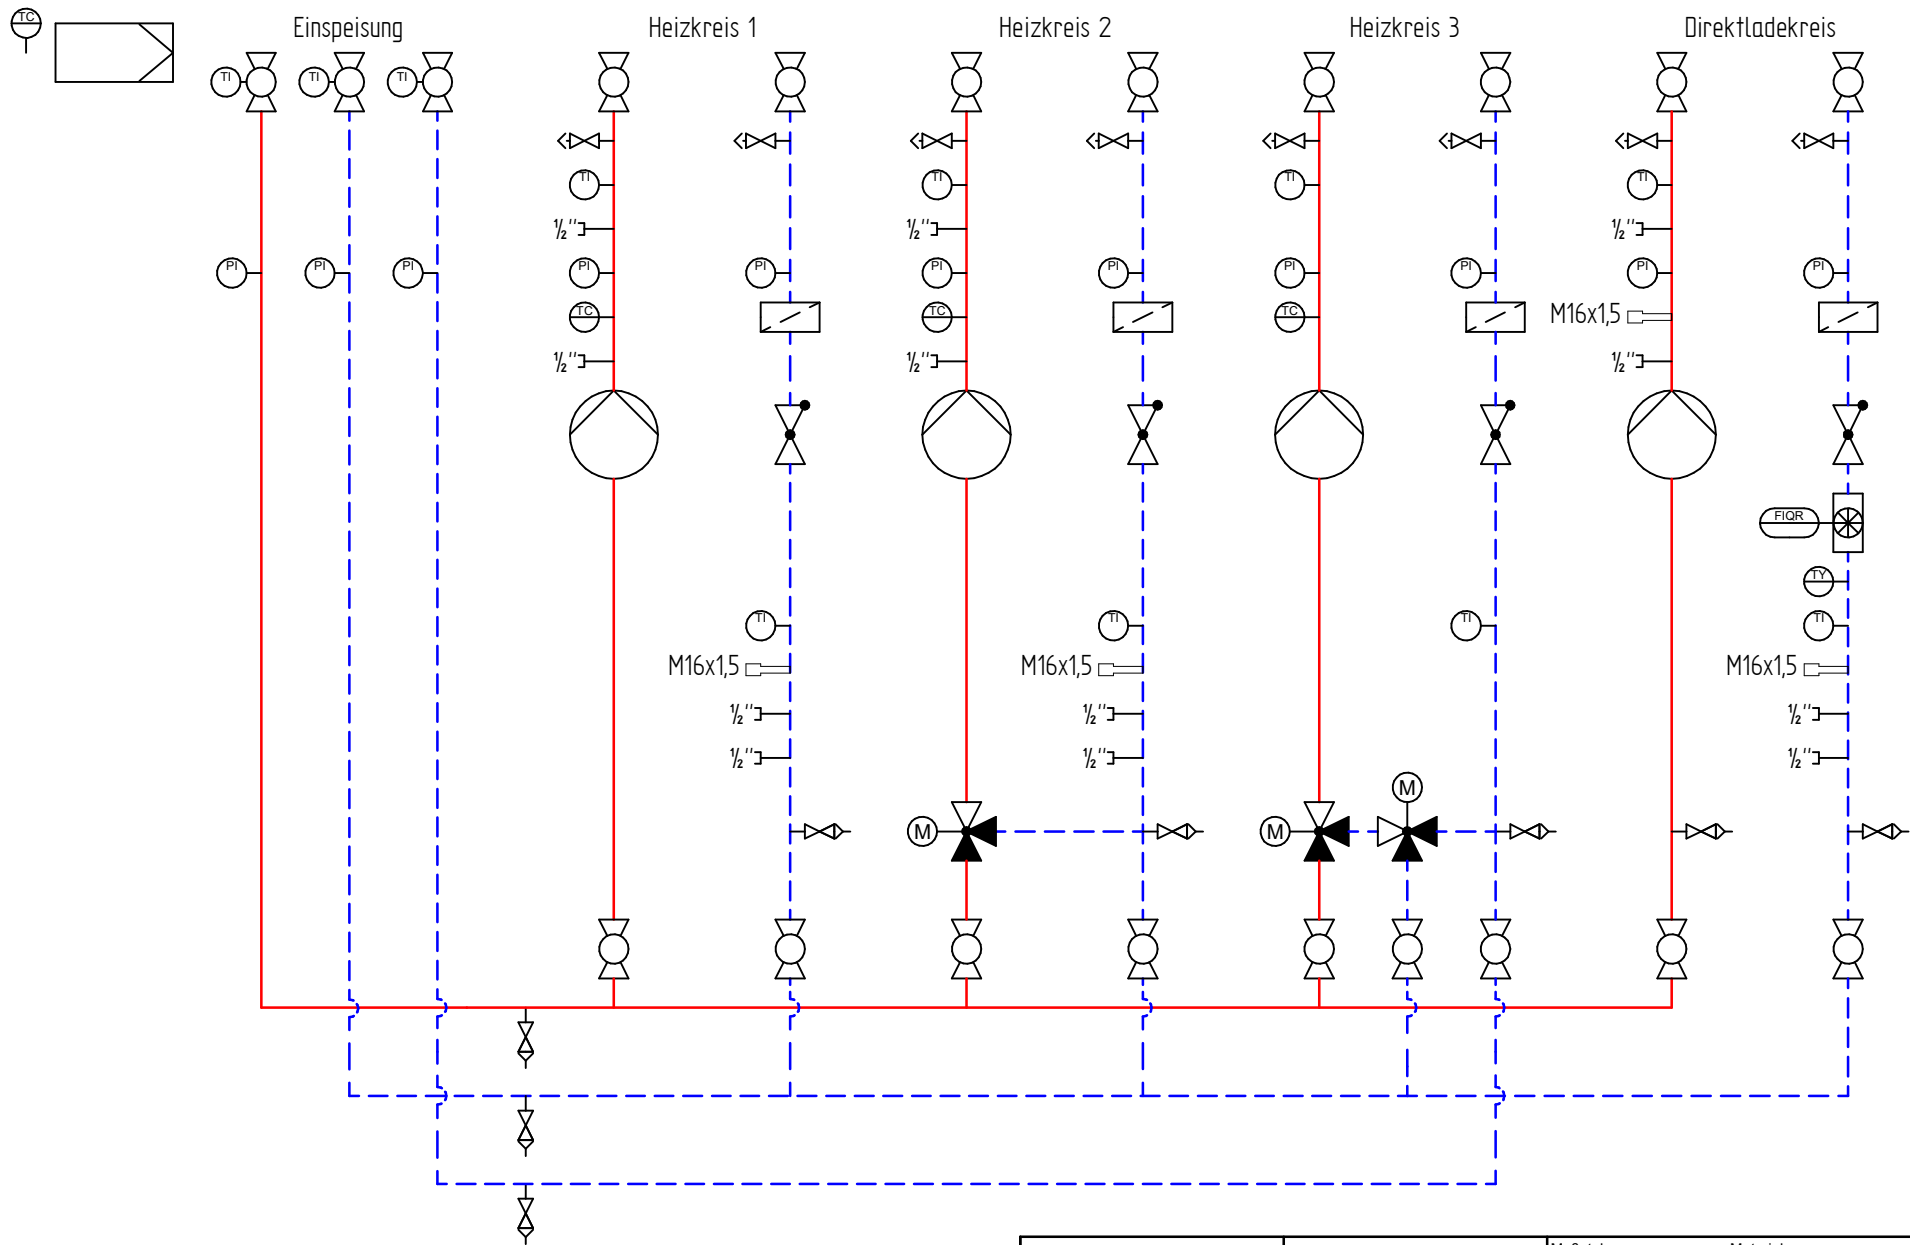 TC
Einspeisung Heizkreis 1 Heizkreis 2 Heizkreis 3 Direktladekreis
TI TI TI
TI TI TI TI
½'' ½'' ½''
PI PI PI PI PI PI PI PI PI PI PI
TC TC TC M16x1,5
½'' ½'' ½''
FIQR
TY
TI TI TI TI
M16x1,5 M16x1,5 M16x1,5
½'' ½'' ½''
½'' ½'' ½''
M
M M